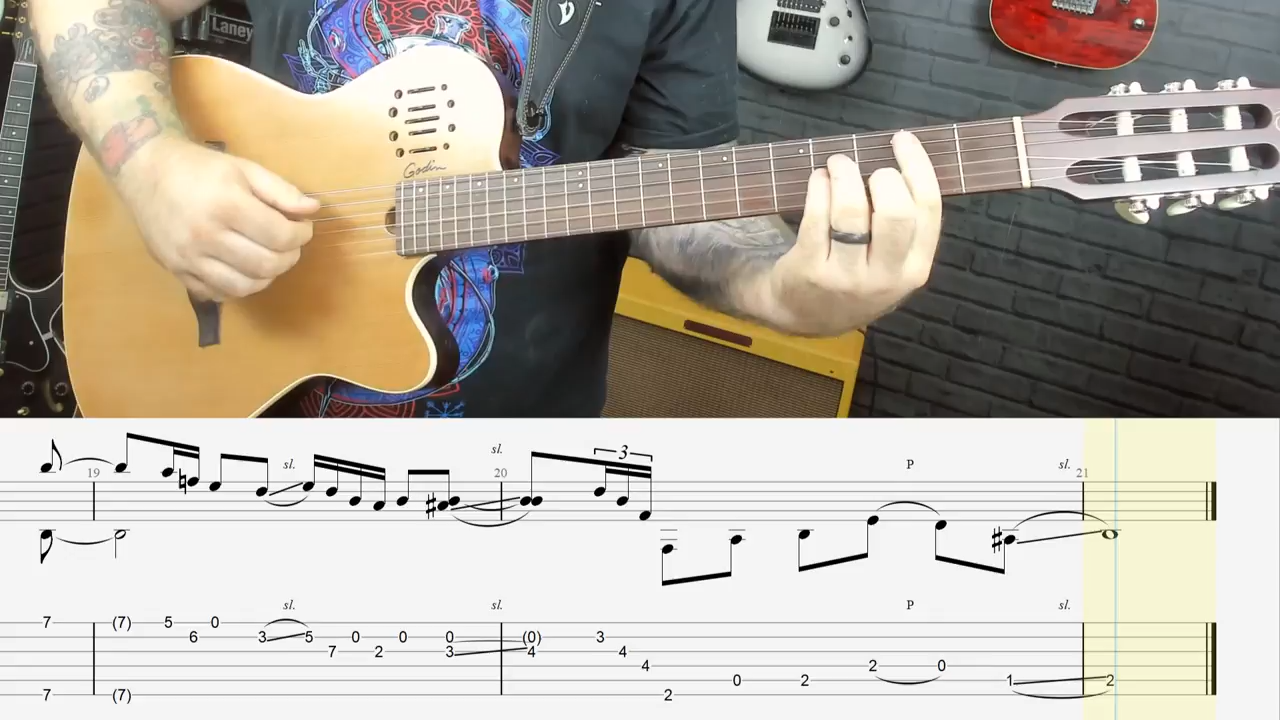 Laney
Godin
3
sl.
19
sl.
20
P
sl.
21
sl.
sl.
P
sl.
7 (7) 5 0
6 3 5 0 0 0 (0) 3
7 2 3 4 4
4 2 0
0 2 1 2
7 (7) 2